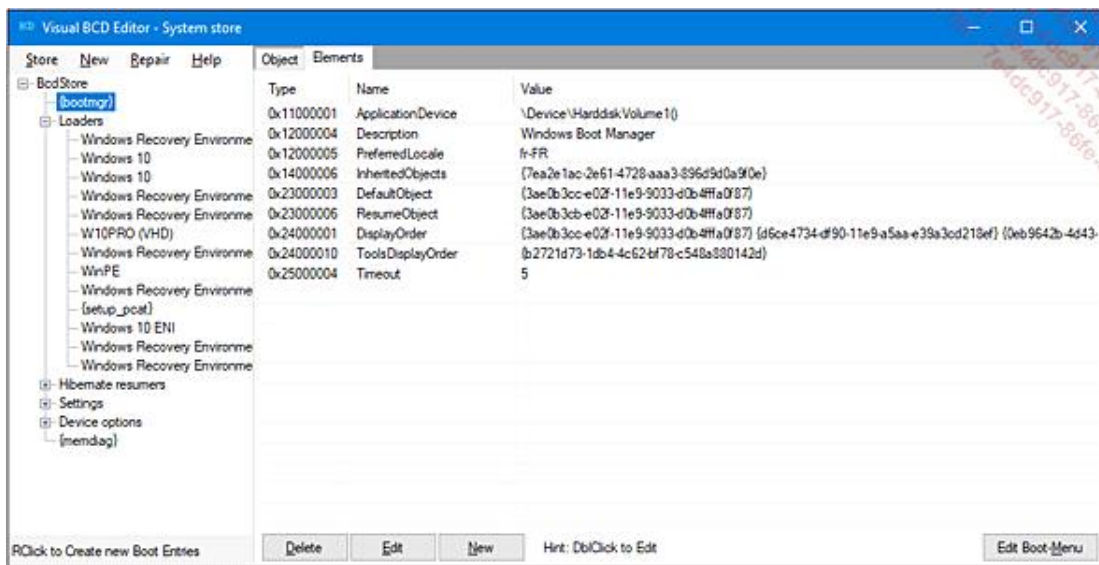 BCD Visual BCD Editor - System store
Store New Repair Help
Object Elements
BcdStore
{bootmgr}
Loaders
Windows Recovery Environme
Windows 10
Windows 10
Windows Recovery Environme
Windows Recovery Environme
W10PRO (VHD)
Windows Recovery Environme
WinPE
Windows Recovery Environme
{setup_pcat}
Windows 10 ENI
Windows Recovery Environme
Windows Recovery Environme
Hibernate resumers
Settings
Device options
{memdiag}
RClick to Create new Boot Entries
Type Name Value
0x11000001 ApplicationDevice \Device\HarddiskVolume1()
0x12000004 Description Windows Boot Manager
0x12000005 PreferredLocale fr-FR
0x14000006 InheritedObjects {7ea2e1ac-2e61-4728-aaa3-896d9d0a9f0e}
0x23000003 DefaultObject {3ae0b3cc-e02f-11e9-9033-d0b4fffa0f87}
0x23000006 ResumeObject {3ae0b3cb-e02f-11e9-9033-d0b4fffa0f87}
0x24000001 DisplayOrder {3ae0b3cc-e02f-11e9-9033-d0b4fffa0f87} {d6ce4734-df90-11e9-a5aa-e39a3cd218ef} {0eb9642b-4d43-
0x24000010 ToolsDisplayOrder {b2721d73-1db4-4c62-bf78-c548a880142d}
0x25000004 Timeout 5
Delete Edit New Hint: DblClick to Edit Edit Boot-Menu